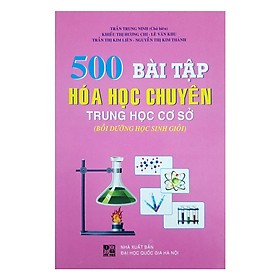 TRẦN TRUNG NINH (Chủ biên)
KHIẾU THỊ HƯƠNG CHI - LÊ VĂN KHU
TRẦN THỊ KIM LIÊN - NGUYỄN THỊ KIM THÀNH
500 BÀI TẬP
HÓA HỌC CHUYÊN
TRUNG HỌC CƠ SỞ
(BỒI DƯỠNG HỌC SINH GIỎI)
NHÀ XUẤT BẢN
ĐẠI HỌC QUỐC GIA HÀ NỘI